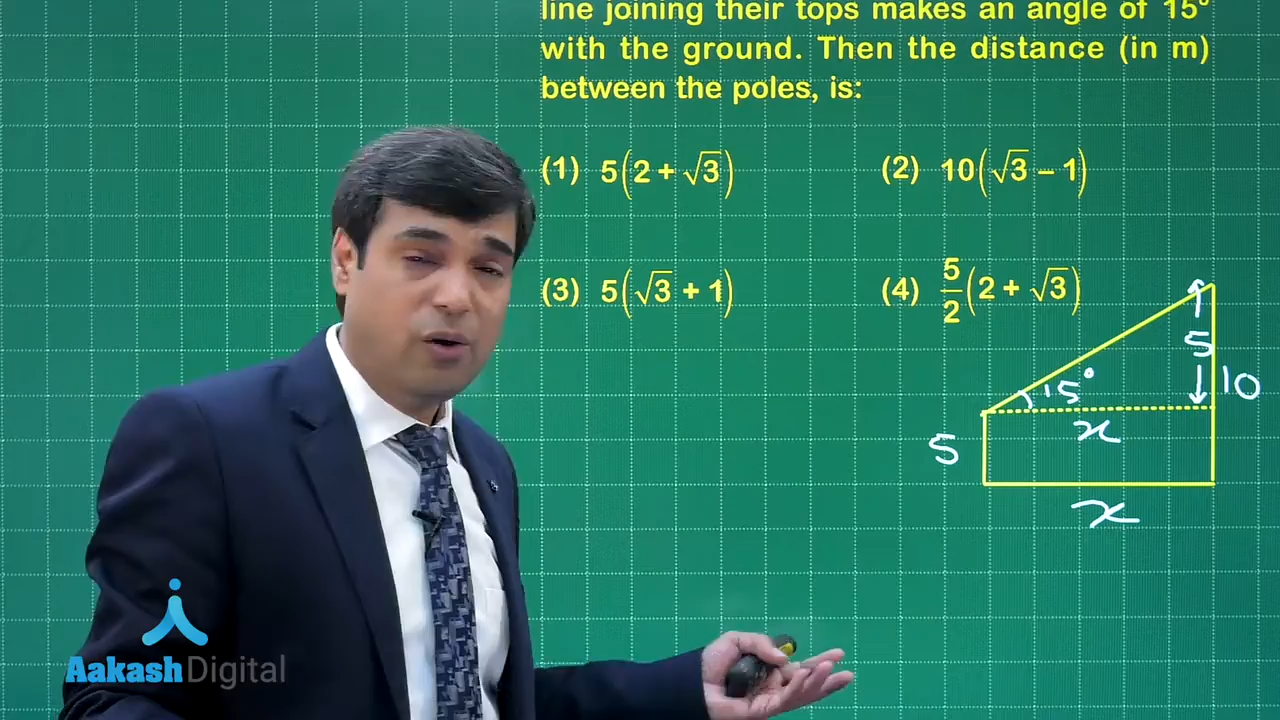 line joining their tops makes an angle of 15°
with the ground. Then the distance (in m)
between the poles, is:
(1) 5(2 + √3)
(2) 10(√3 – 1)
(3) 5(√3 + 1)
(4) 5/2(2 + √3)
5
10
15°
x
5
x
Aakash Digital